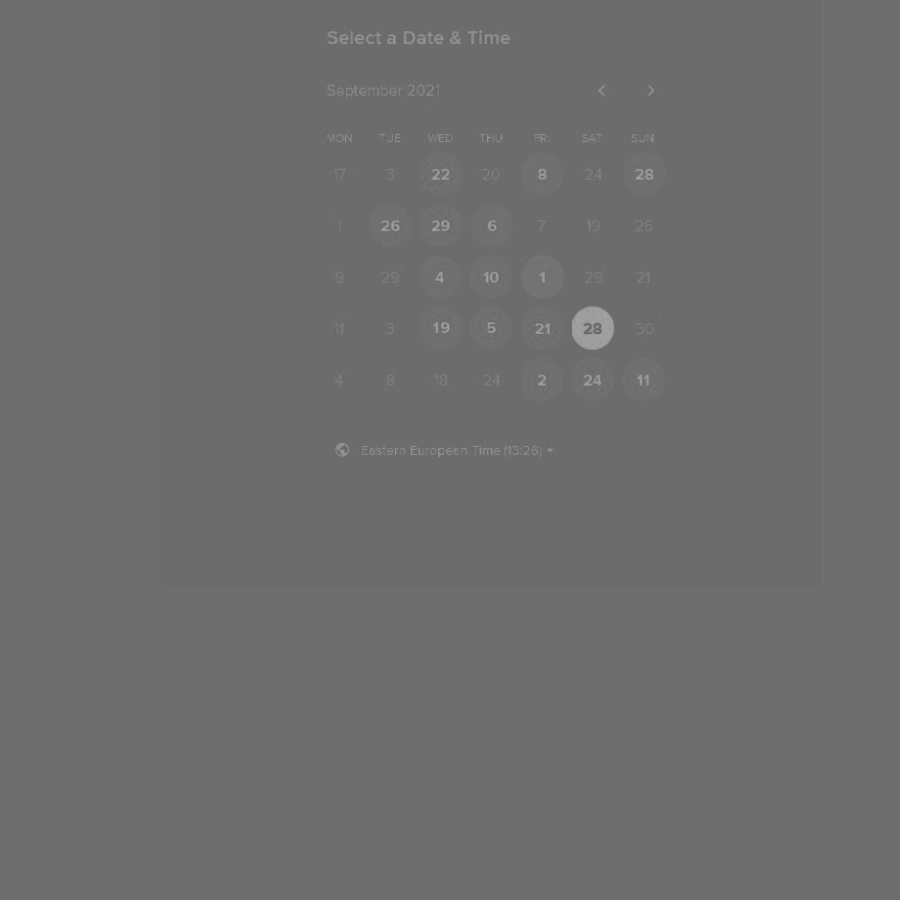 Select a Date & Time
September 2021
MON TUE WED THU FRI SAT SUN
17 3 22 20 8 24 28
1 26 29 6 7 19 26
9 29 4 10 1 29 21
11 3 19 5 21 28 30
4 8 18 24 2 24 11
Eastern European Time (13:26)